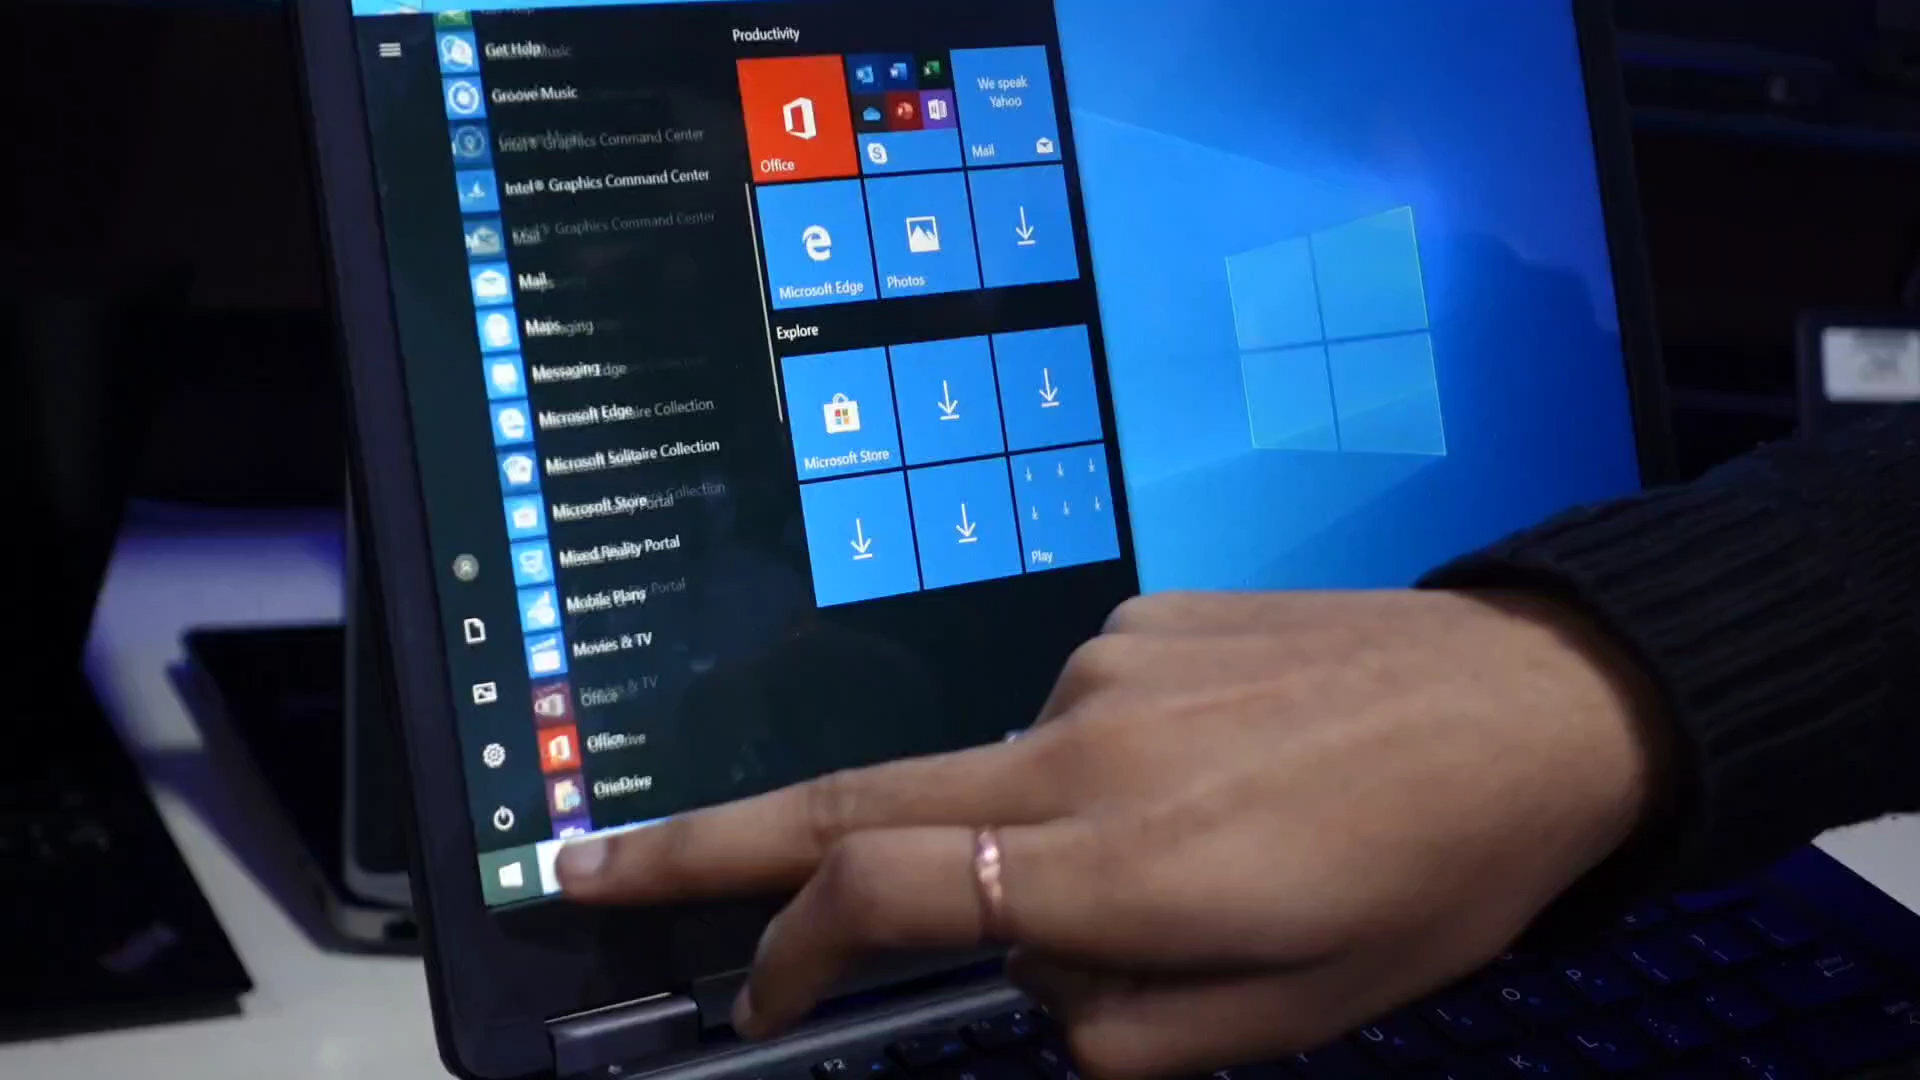 Get Help
Groove Music
Intel® Graphics Command Center
Mail
Maps
Messaging
Microsoft Edge
Microsoft Solitaire Collection
Microsoft Store
Mixed Reality Portal
Mobile Plans
Movies & TV
Office
OneDrive
Productivity
Office
We speak
Yahoo
Mail
Microsoft Edge
Photos
Explore
Microsoft Store
Play
F2